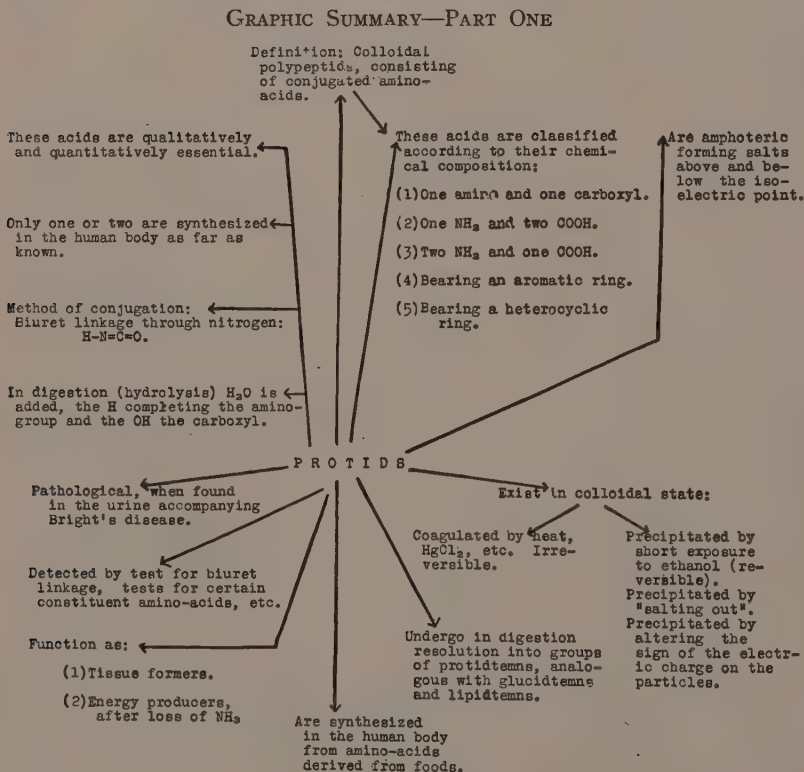 GRAPHIC SUMMARY—PART ONE
Definition: Colloidal
polypeptids, consisting
of conjugated amino-
acids.
These acids are qualitatively
and quantitatively essential.
Only one or two are synthesized
in the human body as far as
known.
Method of conjugation:
Biuret linkage through nitrogen:
H-N=C=O.
In digestion (hydrolysis) H₂O is
added, the H completing the amino-
group and the OH the carboxyl.
These acids are classified
according to their chemi-
cal composition:
(1) One amino and one carboxyl.
(2) One NH₂ and two COOH.
(3) Two NH₂ and one COOH.
(4) Bearing an aromatic ring.
(5) Bearing a heterocyclic
ring.
Are amphoteric
forming salts
above and be-
low the iso-
electric point.
PROTIDS
Pathological, when found
in the urine accompanying
Bright's disease.
Detected by test for biuret
linkage, tests for certain
constituent amino-acids, etc.
Function as:
(1) Tissue formers.
(2) Energy producers,
after loss of NH₃
Are synthesized
in the human body
from amino-acids
derived from foods.
Undergo in digestion
resolution into groups
of protidtemns, analo-
gous with glucidtemns
and lipidtemns.
Exist in colloidal state:
Coagulated by heat,
HgCl₂, etc. Irre-
versible.
Precipitated by
short exposure
to ethanol (re-
versible).
Precipitated by
"salting out".
Precipitated by
altering the
sign of the electr-
ic charge on the
particles.